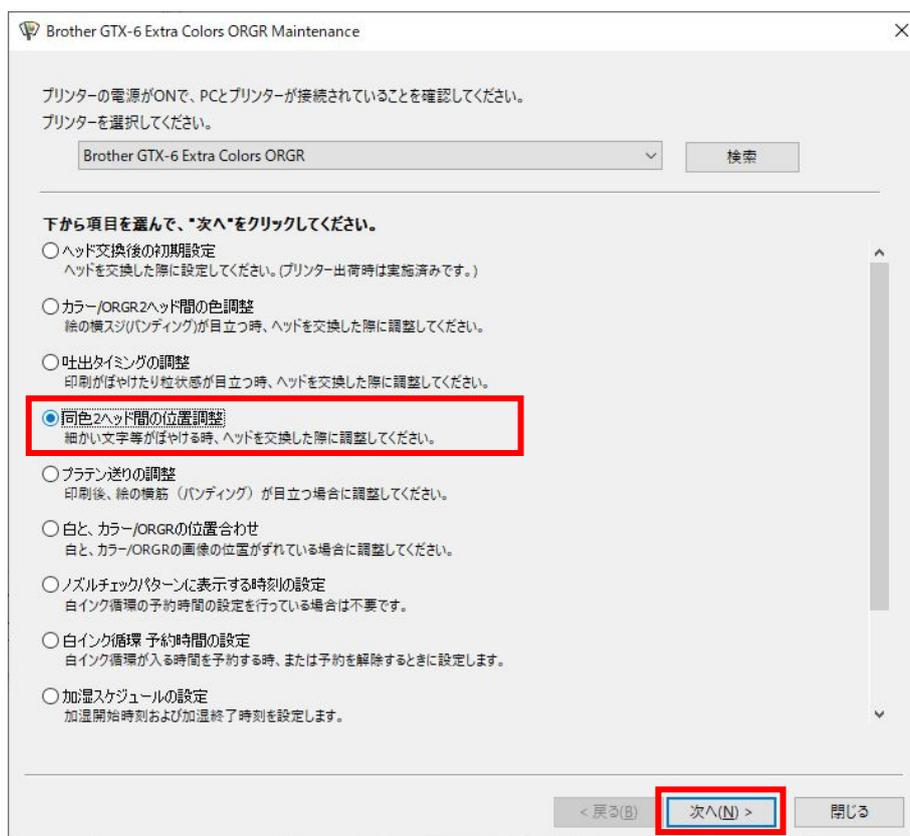 Brother GTX-6 Extra Colors ORGR Maintenance
プリンターの電源がONで、PCとプリンターが接続されていることを確認してください。
プリンターを選択してください。
Brother GTX-6 Extra Colors ORGR
検索
下から項目を選んで、"次へ"をクリックしてください。
ヘッド交換後の初期設定
ヘッドを交換した際に設定してください。(プリンター出荷時は実施済みです。)
カラー/ORGR2ヘッド間の色調整
絵の横スジ(バンディング)が目立つ時、ヘッドを交換した際に調整してください。
吐出タイミングの調整
印刷がぼやけたり粒状感が目立つ時、ヘッドを交換した際に調整してください。
同色2ヘッド間の位置調整
細かい文字等がぼやける時、ヘッドを交換した際に調整してください。
プラテン送りの調整
印刷後、絵の横筋（バンディング）が目立つ場合に調整してください。
白と、カラー/ORGRの位置合わせ
白と、カラー/ORGRの画像の位置がずれている場合に調整してください。
ノズルチェックパターンに表示する時刻の設定
白インク循環の予約時間の設定を行っている場合は不要です。
白インク循環 予約時間の設定
白インク循環が入る時間を予約する時、または予約を解除するときに設定します。
加湿スケジュールの設定
加湿開始時刻および加湿終了時刻を設定します。
< 戻る(B)
次へ(N) >
閉じる